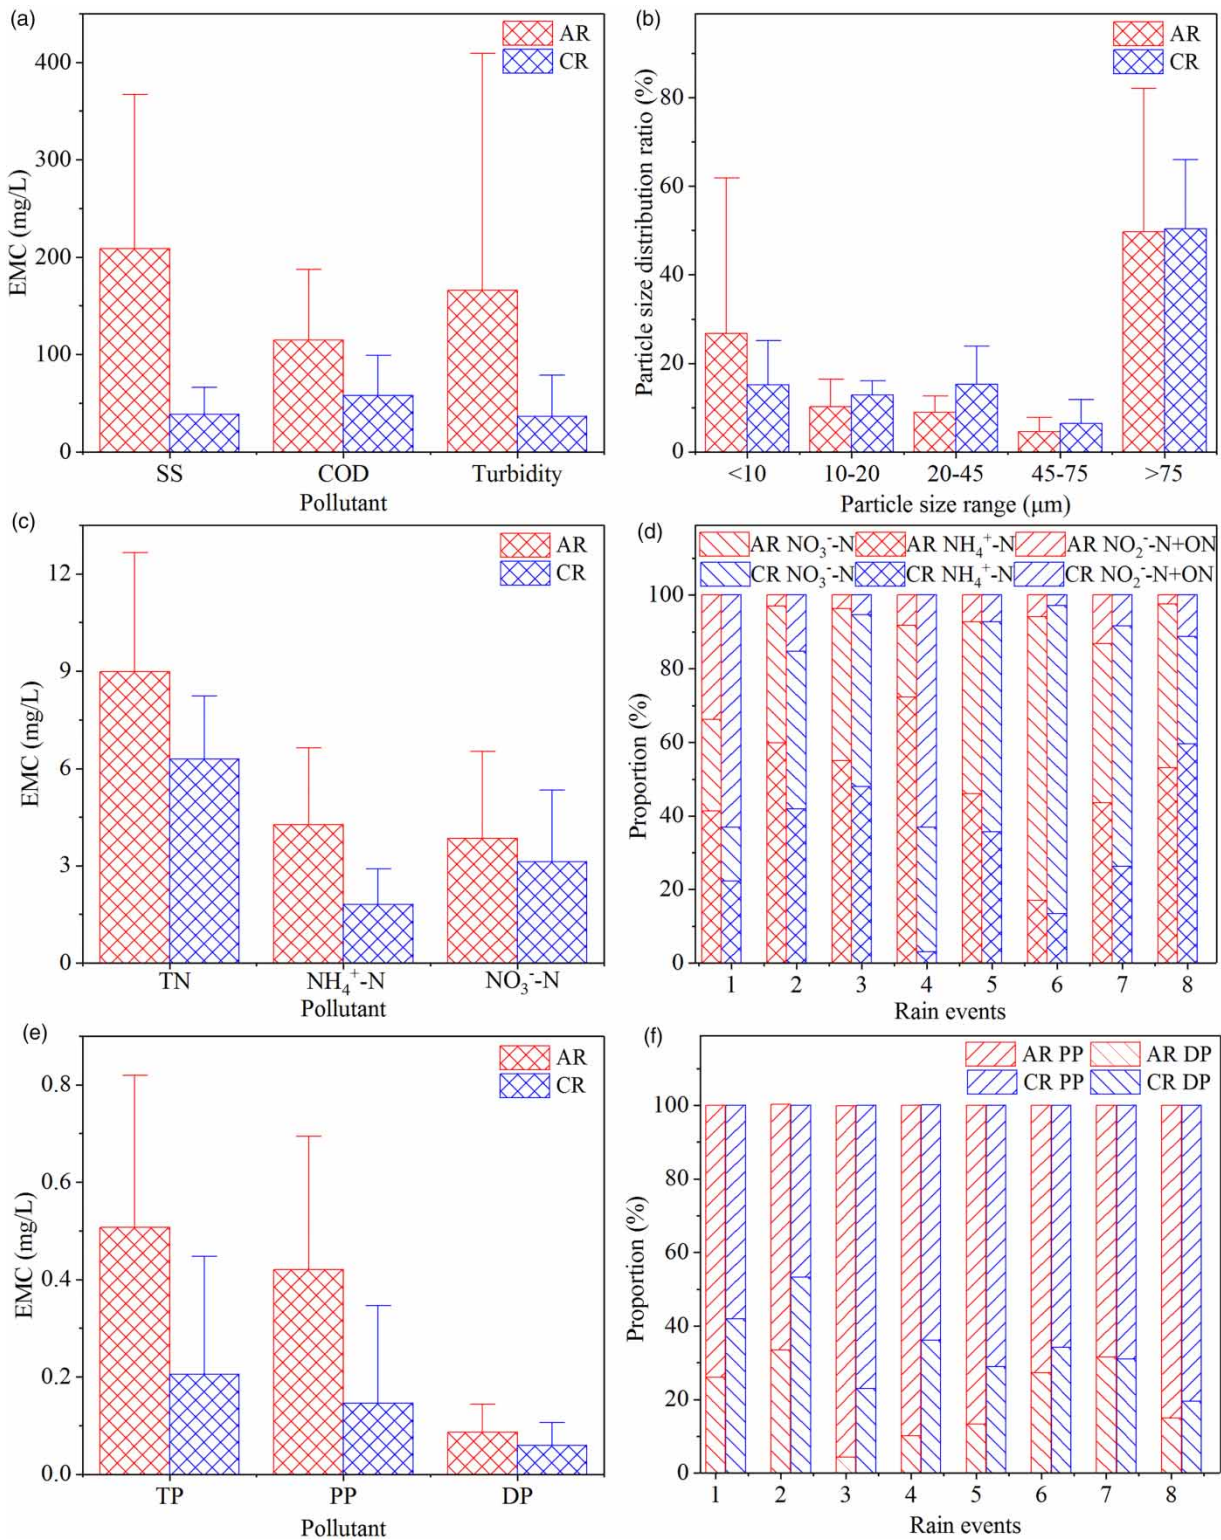 (a)
AR
CR
400
300
200
100
0
EMC (mg/L)
SS COD Turbidity
Pollutant
(b)
AR
CR
80
60
40
20
0
Particle size distribution ratio (%)
<10 10-20 20-45 45-75 >75
Particle size range (μm)
(c)
AR
CR
12
9
6
3
0
EMC (mg/L)
TN NH₄⁺-N NO₃⁻-N
Pollutant
(d)
AR NO₃⁻-N AR NH₄⁺-N AR NO₂⁻-N+ON
CR NO₃⁻-N CR NH₄⁺-N CR NO₂⁻-N+ON
100
80
60
40
20
0
Proportion (%)
1 2 3 4 5 6 7 8
Rain events
(e)
AR
CR
0.8
0.6
0.4
0.2
0.0
EMC (mg/L)
TP PP DP
Pollutant
(f)
AR PP AR DP
CR PP CR DP
100
80
60
40
20
0
Proportion (%)
1 2 3 4 5 6 7 8
Rain events